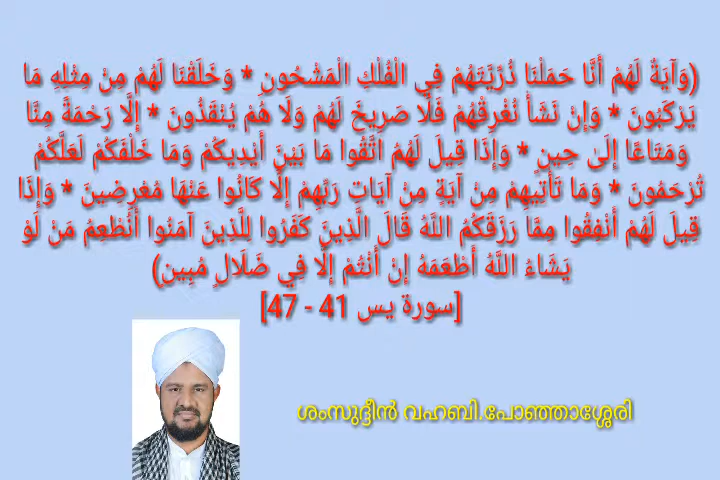 (وَآيَةٌ لَهُمْ أَنَّا حَمَلْنَا ذُرِّيَّتَهُمْ فِي الْفُلْكِ الْمَشْحُونِ * وَخَلَقْنَا لَهُمْ مِنْ مِثْلِهِ مَا
يَرْكَبُونَ * وَإِنْ نَشَأْ نُغْرِقْهُمْ فَلَا صَرِيخَ لَهُمْ وَلَا هُمْ يُنْقَذُونَ * إِلَّا رَحْمَةً مِنَّا
وَمَتَاعًا إِلَىٰ حِينٍ * وَإِذَا قِيلَ لَهُمُ اتَّقُوا مَا بَيْنَ أَيْدِيكُمْ وَمَا خَلْفَكُمْ لَعَلَّكُمْ
تُرْحَمُونَ * وَمَا تَأْتِيهِمْ مِنْ آيَةٍ مِنْ آيَاتِ رَبِّهِمْ إِلَّا كَانُوا عَنْهَا مُعْرِضِينَ * وَإِذَا
قِيلَ لَهُمْ أَنْفِقُوا مِمَّا رَزَقَكُمُ اللَّهُ قَالَ الَّذِينَ كَفَرُوا لِلَّذِينَ آمَنُوا أَنُطْعِمُ مَنْ لَوْ
يَشَاءُ اللَّهُ أَطْعَمَهُ إِنْ أَنْتُمْ إِلَّا فِي ضَلَالٍ مُبِينٍ)
[سورة يس 41 - 47]
ശംസുദ്ദീൻ വഹബി.പോഞ്ഞാശ്ശേരി